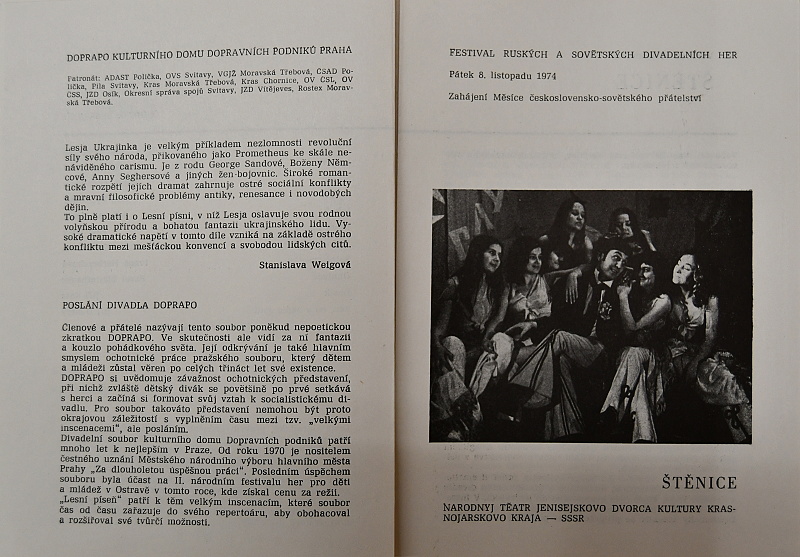 DOPRAPO KULTURNÍHO DOMU DOPRAVNÍCH PODNIKŮ PRAHA
Patronát: ADAST Polička, OVS Svitavy, VGJŽ Moravská Třebová, ČSAD Po-
lička, Pila Svitavy, Kras Moravská Třebová, Kras Chornice, OV ČSL, OV
ČSS, JZD Osík, Okresní správa spojů Svitavy, JZD Vítějeves, Rostex Morav-
ská Třebová.
Lesja Ukrajinka je velkým příkladem nezlomnosti revoluční
síly svého národa, přikovaného jako Prometheus ke skále ne-
náviděného carismu. Je z rodu George Sandové, Boženy Něm-
cové, Anny Seghersové a jiných žen-bojovnic. Široké roman-
tické rozpětí jejích dramat zahrnuje ostré sociální konflikty
a mravní filosofické problémy antiky, renesance i novodobých
dějin.
To plně platí i o Lesní písni, v níž Lesja oslavuje svou rodnou
volyňskou přírodu a bohatou fantazii ukrajinského lidu. Vy-
soké dramatické napětí v tomto díle vzniká na základě ostrého
konfliktu mezi mešťáckou konvencí a svobodou lidských citů.
Stanislava Weigová
POSLÁNÍ DIVADLA DOPRAPO
Členové a přátelé nazývají tento soubor poněkud nepoetickou
zkratkou DOPRAPO. Ve skutečnosti ale vidí za ní fantazii
a kouzlo pohádkového světa. Její odkrývání je také hlavním
smyslem ochotnické práce pražského souboru, který dětem
a mládeži zůstal věren po celých třináct let své existence.
DOPRAPO si uvědomuje závažnost ochotnických představení,
při nichž zvláště dětský divák se povětšině po prvé setkává
s herci a začíná si formovat svůj vztah k socialistickému di-
vadlu. Pro soubor takováto představení nemohou být proto
okrajovou záležitostí s vyplněním času mezi tzv. „velkými
inscenacemi“, ale posláním.
Divadelní soubor kulturního domu Dopravních podniků patří
mnoho let k nejlepším v Praze. Od roku 1970 je nositelem
čestného uznání Městského národního výboru hlavního města
Prahy „Za dlouholetou úspěšnou práci“. Posledním úspěchem
souboru byla účast na II. národním festivalu her pro děti
a mládež v Ostravě v tomto roce, kde získal cenu za režii.
„Lesní píseň“ patří k těm velkým inscenacím, které soubor
čas od času zařazuje do svého repertoáru, aby obohacoval
a rozšiřoval své tvůrčí možnosti.
FESTIVAL RUSKÝCH A SOVĚTSKÝCH DIVADELNÍCH HER
Pátek 8. listopadu 1974
Zahájení Měsíce československo-sovětského přátelství
ŠTĚNICE
NARODNYJ TĚATR JENISEJSKOVO DVORCA KULTURY KRAS-
NOJARSKOVO KRAJA — SSSR